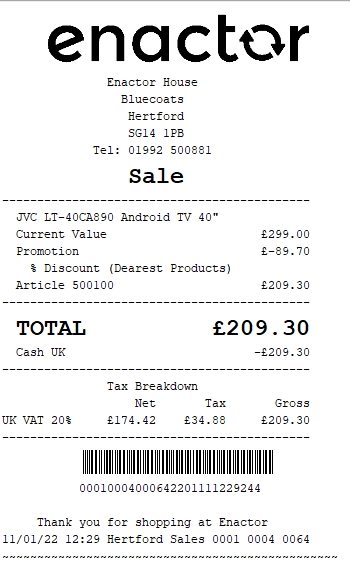 enactor
Enactor House
Bluecoats
Hertford
SG14 1PB
Tel: 01992 500881
Sale
JVC LT-40CA890 Android TV 40"
Current Value £299.00
Promotion £-89.70
% Discount (Dearest Products)
Article 500100 £209.30
TOTAL £209.30
Cash UK -£209.30
Tax Breakdown
Net Tax Gross
UK VAT 20% £174.42 £34.88 £209.30
00010004000642201111229244
Thank you for shopping at Enactor
11/01/22 12:29 Hertford Sales 0001 0004 0064